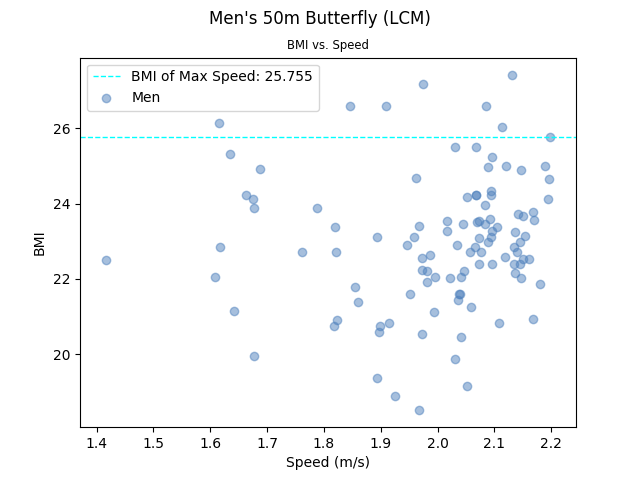 Men's 50m Butterfly (LCM)
BMI vs. Speed
BMI of Max Speed: 25.755
Men
26
24
22
20
BMI
1.4 1.5 1.6 1.7 1.8 1.9 2.0 2.1 2.2
Speed (m/s)